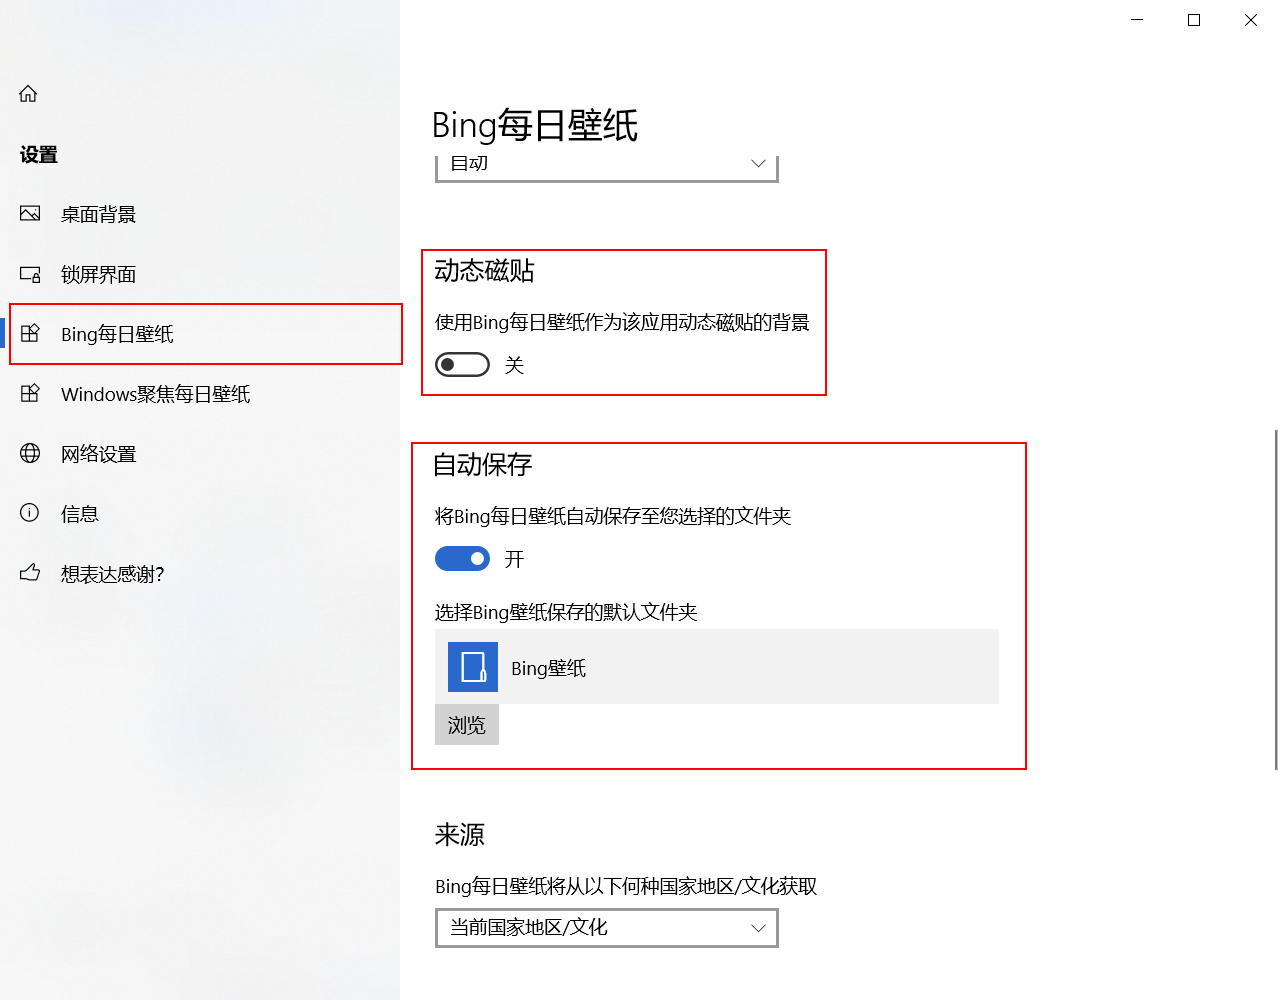 设置
桌面背景
锁屏界面
Bing每日壁纸
Windows聚焦每日壁纸
网络设置
信息
想表达感谢?
Bing每日壁纸
自动
动态磁贴
使用Bing每日壁纸作为该应用动态磁贴的背景
关
自动保存
将Bing每日壁纸自动保存至您选择的文件夹
开
选择Bing壁纸保存的默认文件夹
Bing壁纸
浏览
来源
Bing每日壁纸将从以下何种国家地区/文化获取
当前国家地区/文化